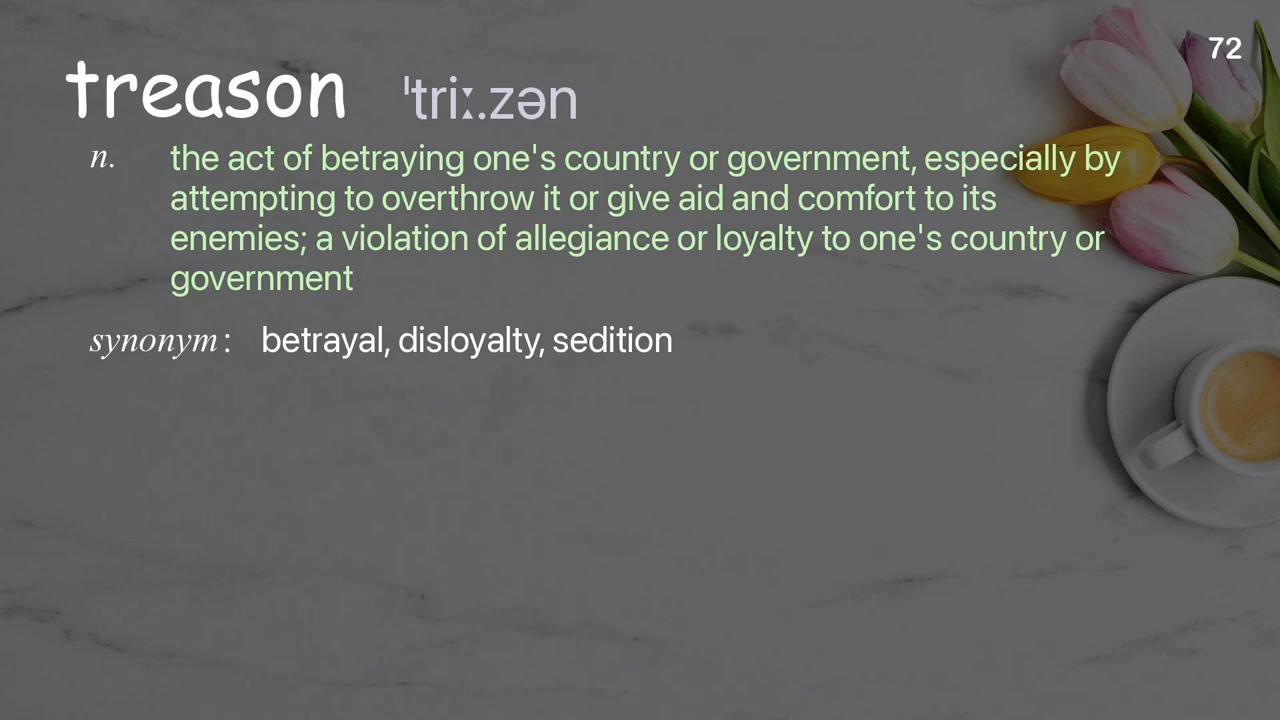 72
treason ˈtriː.zən
n. the act of betraying one's country or government, especially by
attempting to overthrow it or give aid and comfort to its
enemies; a violation of allegiance or loyalty to one's country or
government
synonym: betrayal, disloyalty, sedition